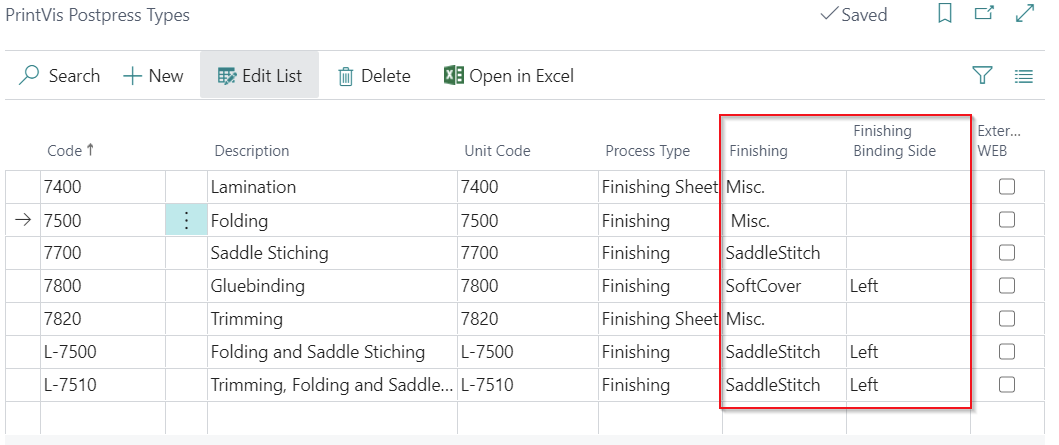 PrintVis Postpress Types
Saved
Search New Edit List Delete Open in Excel
Code Description Unit Code Process Type Finishing Finishing Binding Side Exter... WEB
7400 Lamination 7400 Finishing Sheet Misc.
7500 Folding 7500 Finishing Misc.
7700 Saddle Stiching 7700 Finishing SaddleStitch
7800 Gluebinding 7800 Finishing SoftCover Left
7820 Trimming 7820 Finishing Sheet Misc.
L-7500 Folding and Saddle Stiching L-7500 Finishing SaddleStitch Left
L-7510 Trimming, Folding and Saddle... L-7510 Finishing SaddleStitch Left